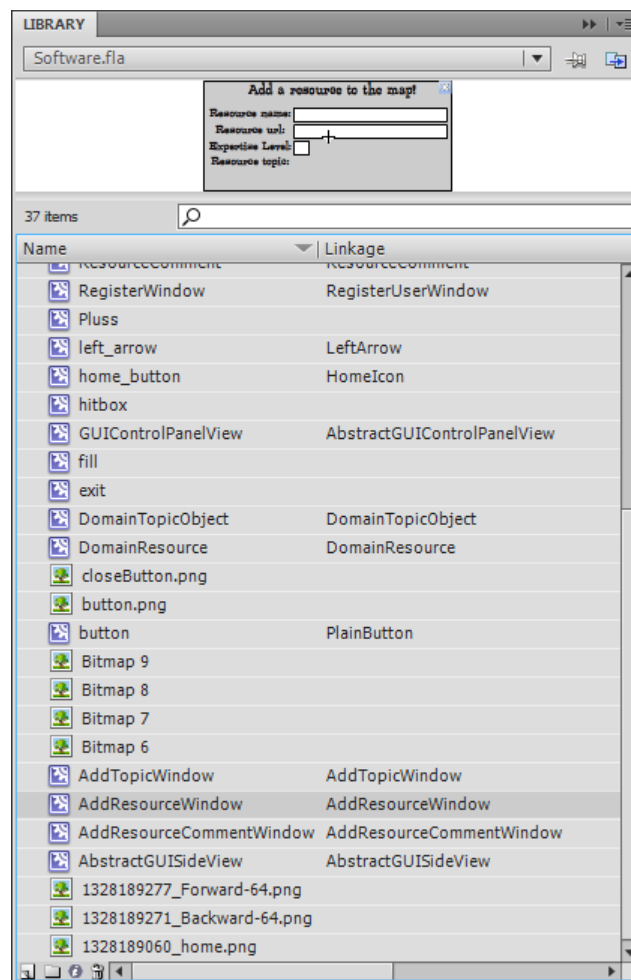 LIBRARY
Software.fla
Add a resource to the map!
Resource name:
Resource url:
Expertise Level:
Resource topic:
37 items
Name Linkage
ResourceComment ResourceComment
RegisterWindow RegisterUserWindow
Pluss
left_arrow LeftArrow
home_button HomeIcon
hitbox
GUIControlPanelView AbstractGUIControlPanelView
fill
exit
DomainTopicObject DomainTopicObject
DomainResource DomainResource
closeButton.png
button.png
button PlainButton
Bitmap 9
Bitmap 8
Bitmap 7
Bitmap 6
AddTopicWindow AddTopicWindow
AddResourceWindow AddResourceWindow
AddResourceCommentWindow AddResourceCommentWindow
AbstractGUISideView AbstractGUISideView
1328189277_Forward-64.png
1328189271_Backward-64.png
1328189060_home.png